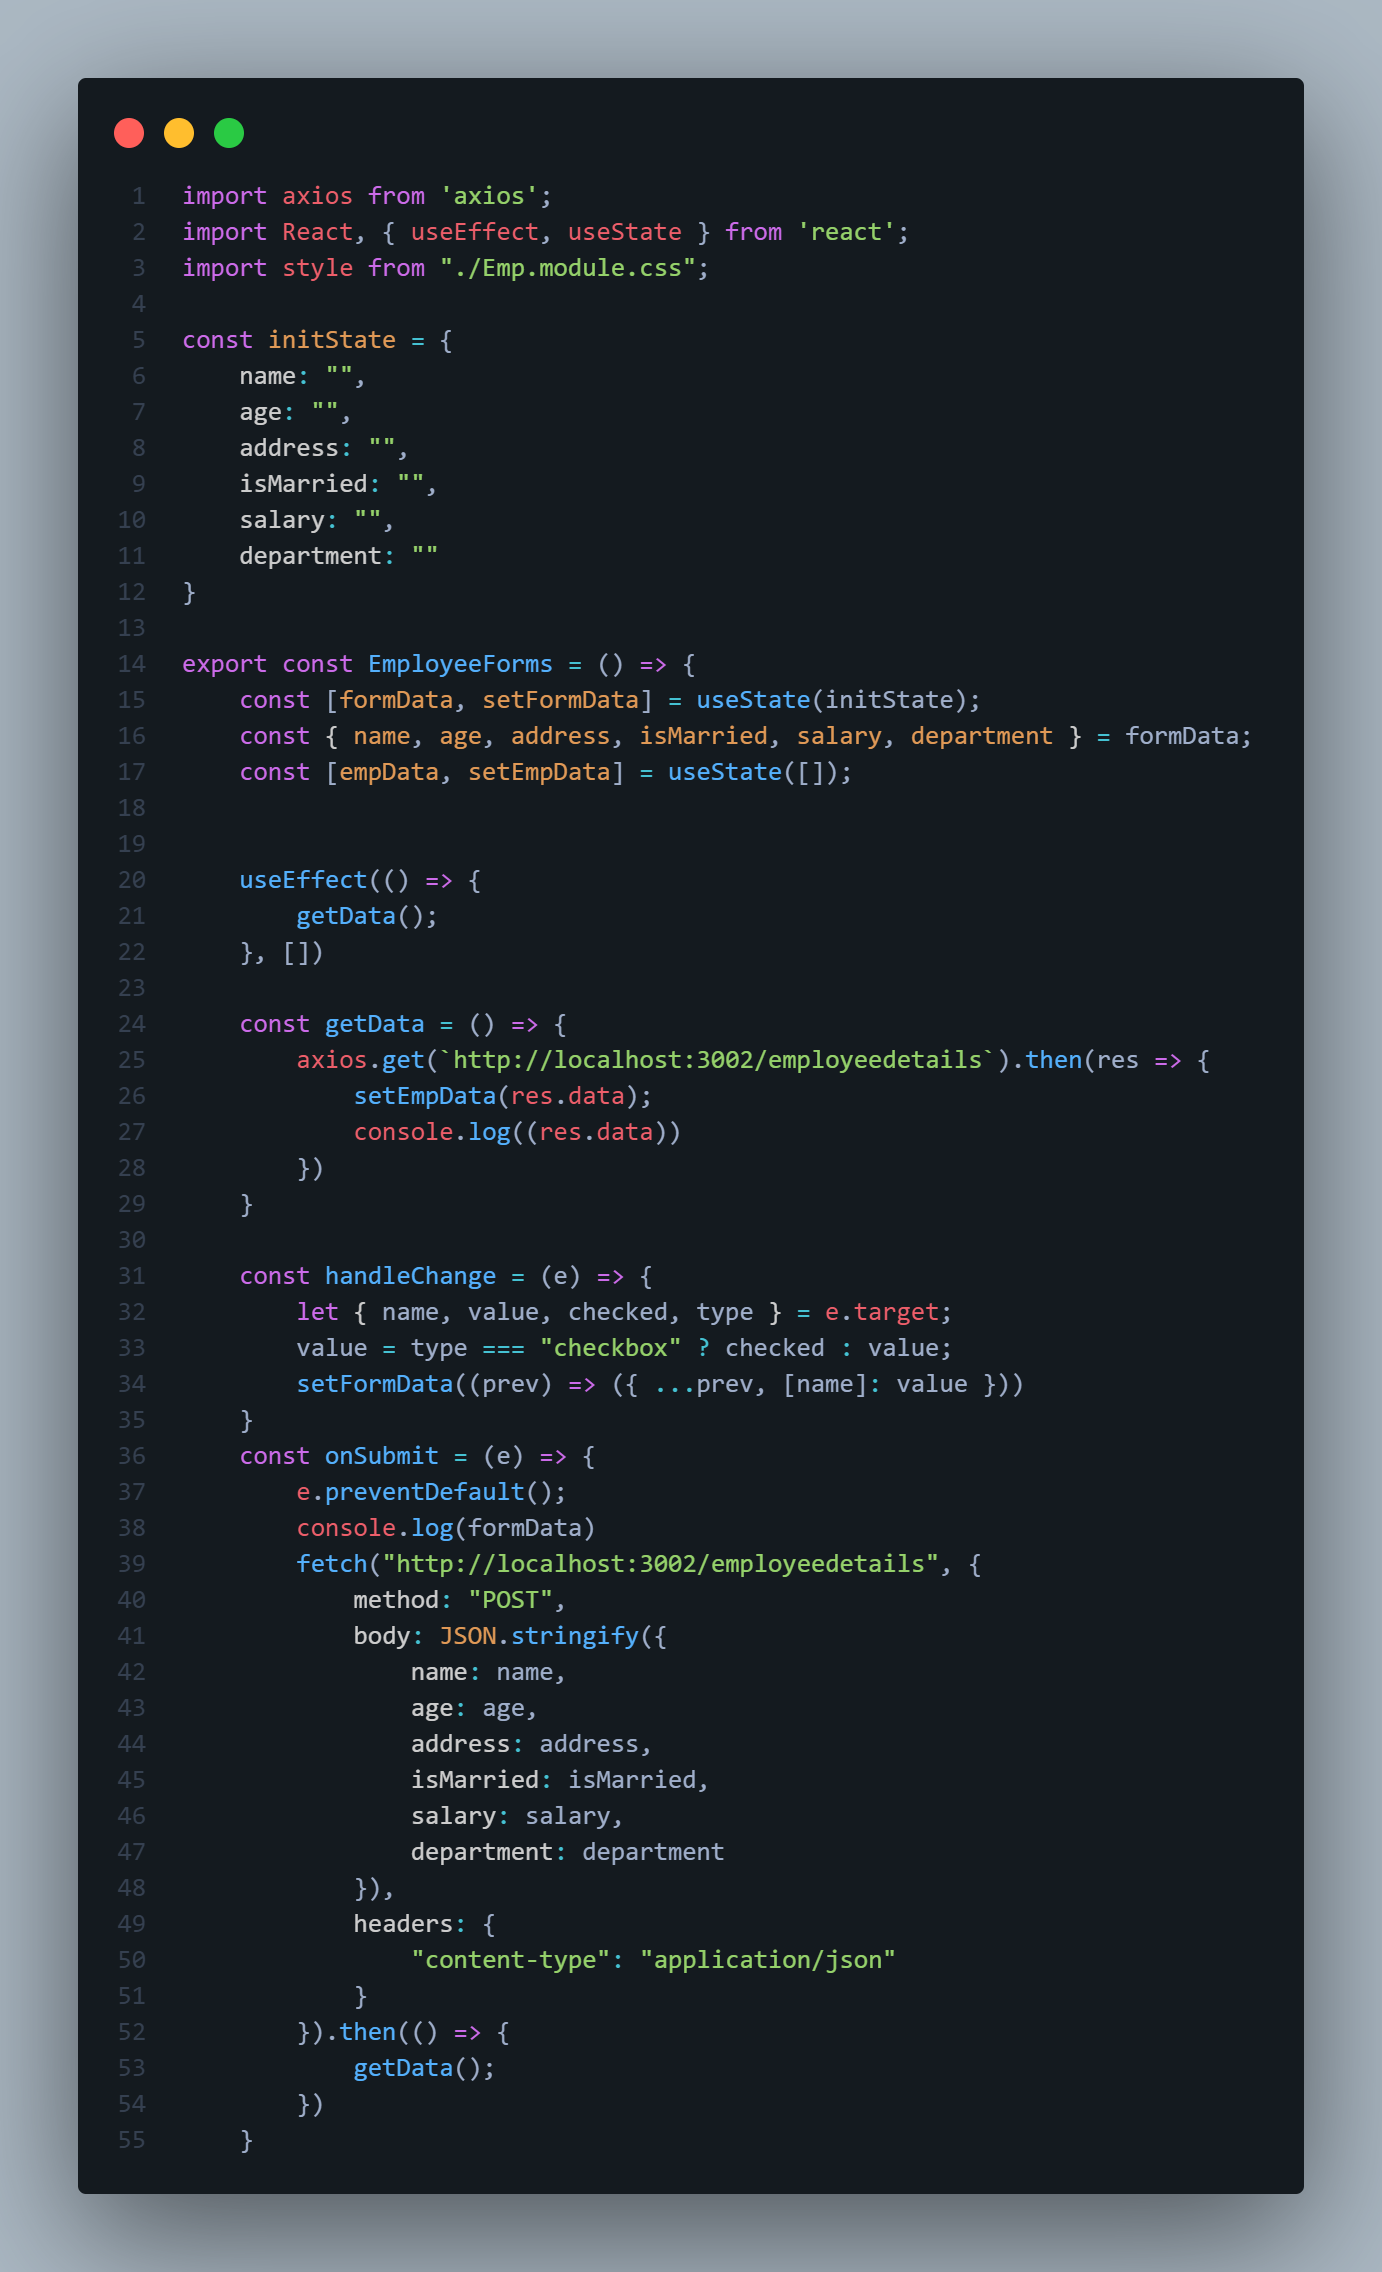 1 import axios from 'axios';
2 import React, { useEffect, useState } from 'react';
3 import style from "./Emp.module.css";
4
5 const initState = {
6     name: "",
7     age: "",
8     address: "",
9     isMarried: "",
10     salary: "",
11     department: ""
12 }
13
14 export const EmployeeForms = () => {
15     const [formData, setFormData] = useState(initState);
16     const { name, age, address, isMarried, salary, department } = formData;
17     const [empData, setEmpData] = useState([]);
18
19
20     useEffect(() => {
21         getData();
22     }, [])
23
24     const getData = () => {
25         axios.get(`http://localhost:3002/employeedetails`).then(res => {
26             setEmpData(res.data);
27             console.log((res.data))
28         })
29     }
30
31     const handleChange = (e) => {
32         let { name, value, checked, type } = e.target;
33         value = type === "checkbox" ? checked : value;
34         setFormData((prev) => ({ ...prev, [name]: value }))
35     }
36     const onSubmit = (e) => {
37         e.preventDefault();
38         console.log(formData)
39         fetch("http://localhost:3002/employeedetails", {
40             method: "POST",
41             body: JSON.stringify({
42                 name: name,
43                 age: age,
44                 address: address,
45                 isMarried: isMarried,
46                 salary: salary,
47                 department: department
48             }),
49             headers: {
50                 "content-type": "application/json"
51             }
52         }).then(() => {
53             getData();
54         })
55     }